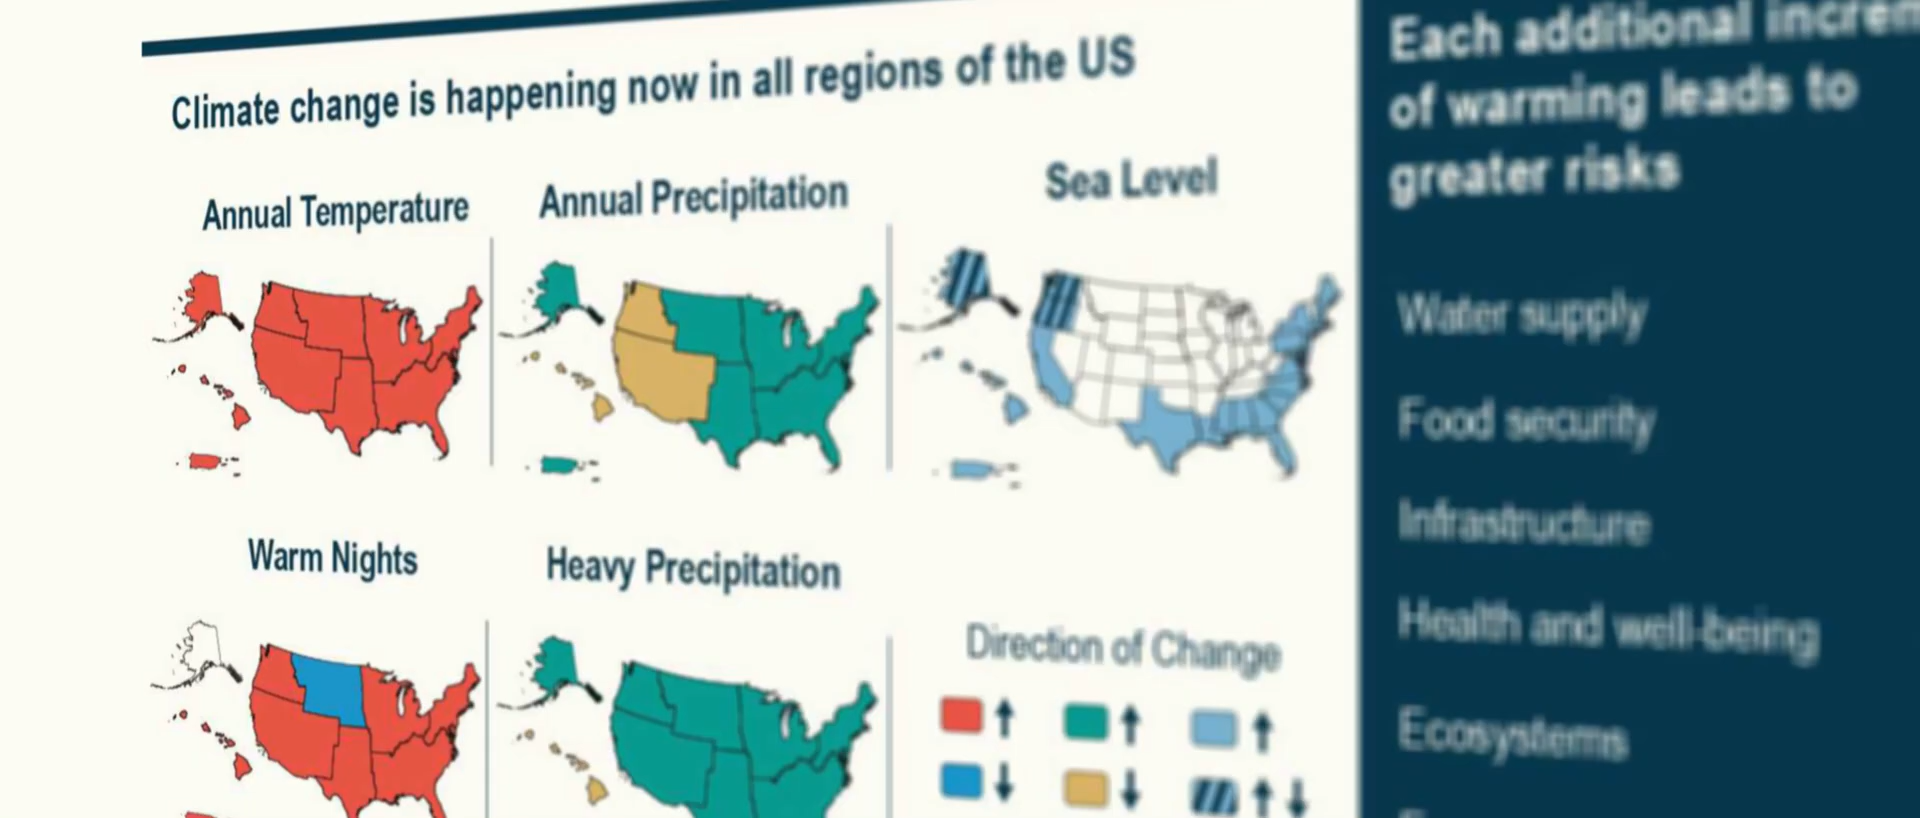 Climate change is happening now in all regions of the US
Annual Temperature
Annual Precipitation
Sea Level
Warm Nights
Heavy Precipitation
Direction of Change
Each additional
of warming leads to
greater risks
Water supply
Food security
Infrastructure
Health and well-being
Ecosystems